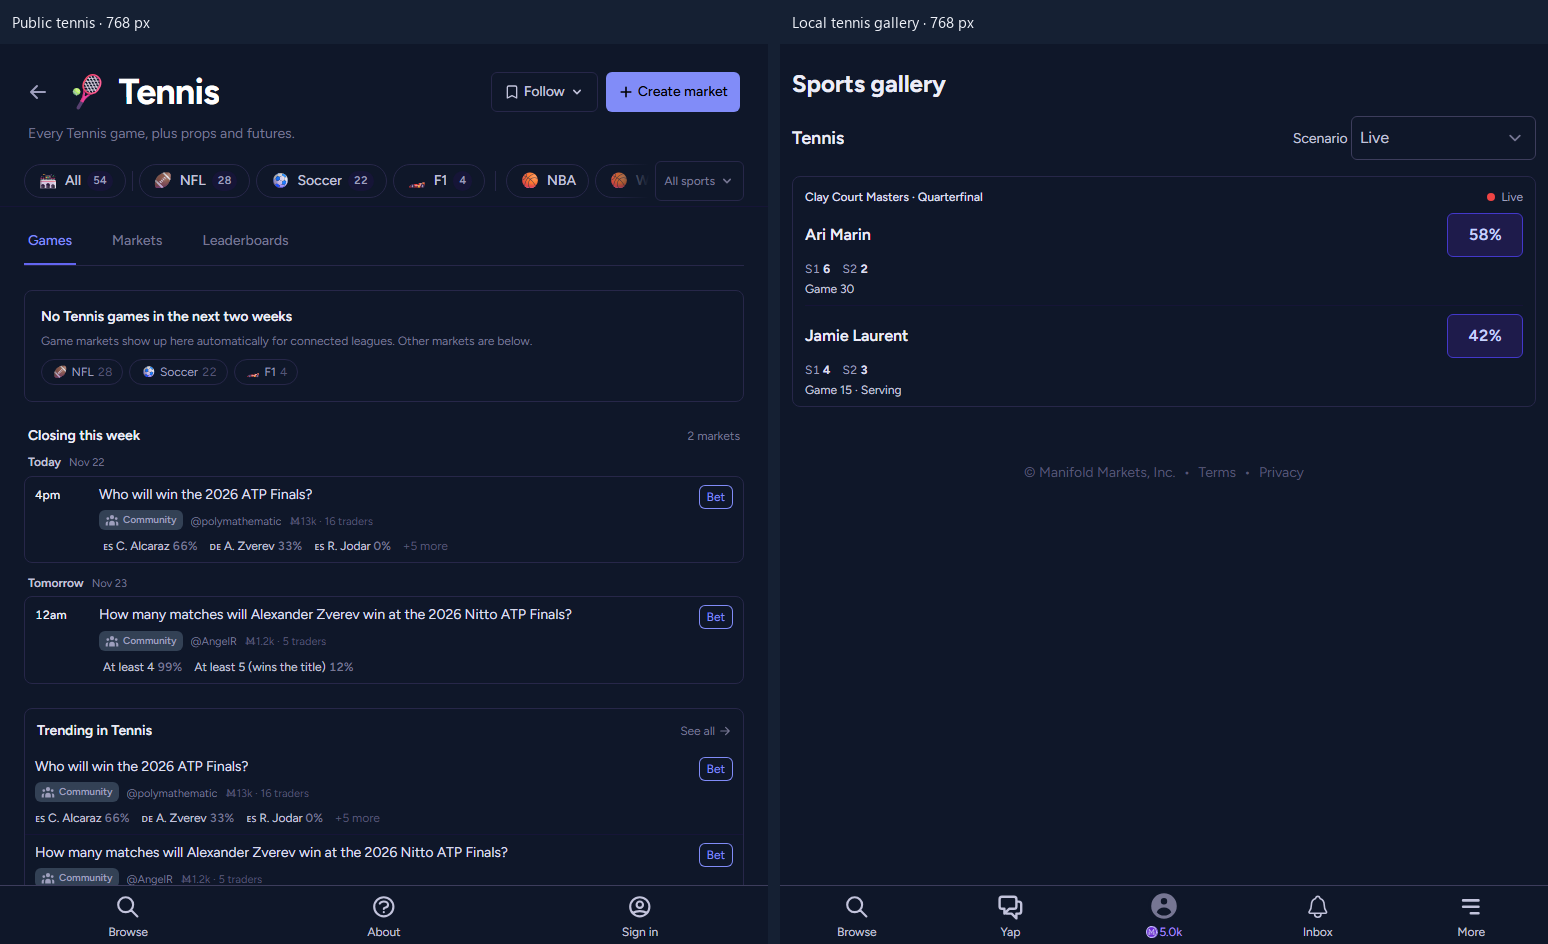 Public tennis · 768 px
Tennis
Follow
+ Create market
Every Tennis game, plus props and futures.
All 54
NFL 28
Soccer 22
F1 4
NBA
All sports
Games
Markets
Leaderboards
No Tennis games in the next two weeks
Game markets show up here automatically for connected leagues. Other markets are below.
NFL 28
Soccer 22
F1 4
Closing this week
2 markets
Today Nov 22
4pm
Who will win the 2026 ATP Finals?
Bet
Community
@polymathematic
M13k · 16 traders
ES C. Alcaraz 66%
DE A. Zverev 33%
ES R. Jodar 0%
+5 more
Tomorrow Nov 23
12am
How many matches will Alexander Zverev win at the 2026 Nitto ATP Finals?
Bet
Community
@AngelR
M1.2k · 5 traders
At least 4 99%
At least 5 (wins the title) 12%
Trending in Tennis
See all →
Who will win the 2026 ATP Finals?
Bet
Community
@polymathematic
M13k · 16 traders
ES C. Alcaraz 66%
DE A. Zverev 33%
ES R. Jodar 0%
+5 more
How many matches will Alexander Zverev win at the 2026 Nitto ATP Finals?
Bet
Community
@AngelR
M1.2k · 5 traders
Browse
About
Sign in
Local tennis gallery · 768 px
Sports gallery
Tennis
Scenario
Live
Clay Court Masters · Quarterfinal
Live
Ari Marin
58%
S1 6 S2 2
Game 30
Jamie Laurent
42%
S1 4 S2 3
Game 15 · Serving
© Manifold Markets, Inc. • Terms • Privacy
Browse
Yap
M5.0k
Inbox
More